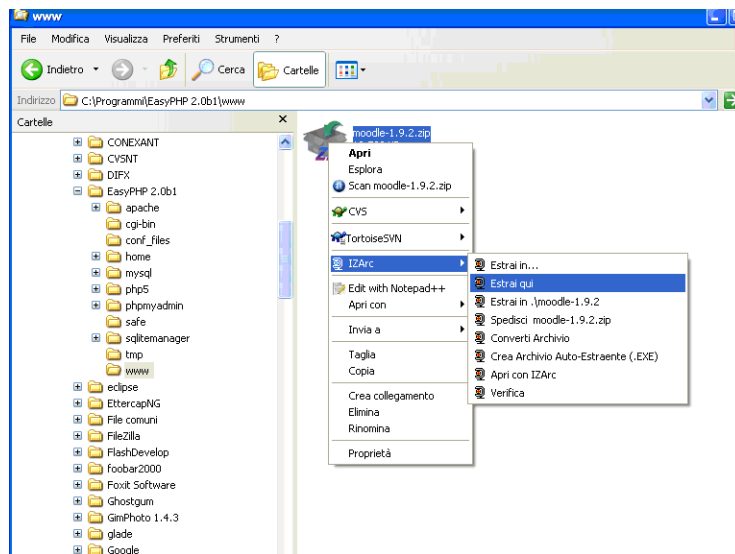 www
File Modifica Visualizza Preferiti Strumenti ?
Indietro Cerca Cartelle
Indirizzo C:\Programmi\EasyPHP 2.0b1\www
Cartelle
CONEXANT
CVSNT
DIFX
EasyPHP 2.0b1
apache
cgi-bin
conf_files
home
mysql
php5
phpmyadmin
safe
sqlitemanager
tmp
www
eclipse
EttercapNG
File comuni
FileZilla
FlashDevelop
foobar2000
Foxit Software
Ghostgum
GimPhoto 1.4.3
glade
Google
moodle-1.9.2.zip
Apri
Esplora
Scan moodle-1.9.2.zip
CVS
TortoiseSVN
IZArc
Edit with Notepad++
Apri con
Invia a
Taglia
Copia
Crea collegamento
Elimina
Rinomina
Proprietà
Estrai in...
Estrai qui
Estrai in .\moodle-1.9.2
Spedisci moodle-1.9.2.zip
Converti Archivio
Crea Archivio Auto-Estraente (.EXE)
Apri con IZArc
Verifica